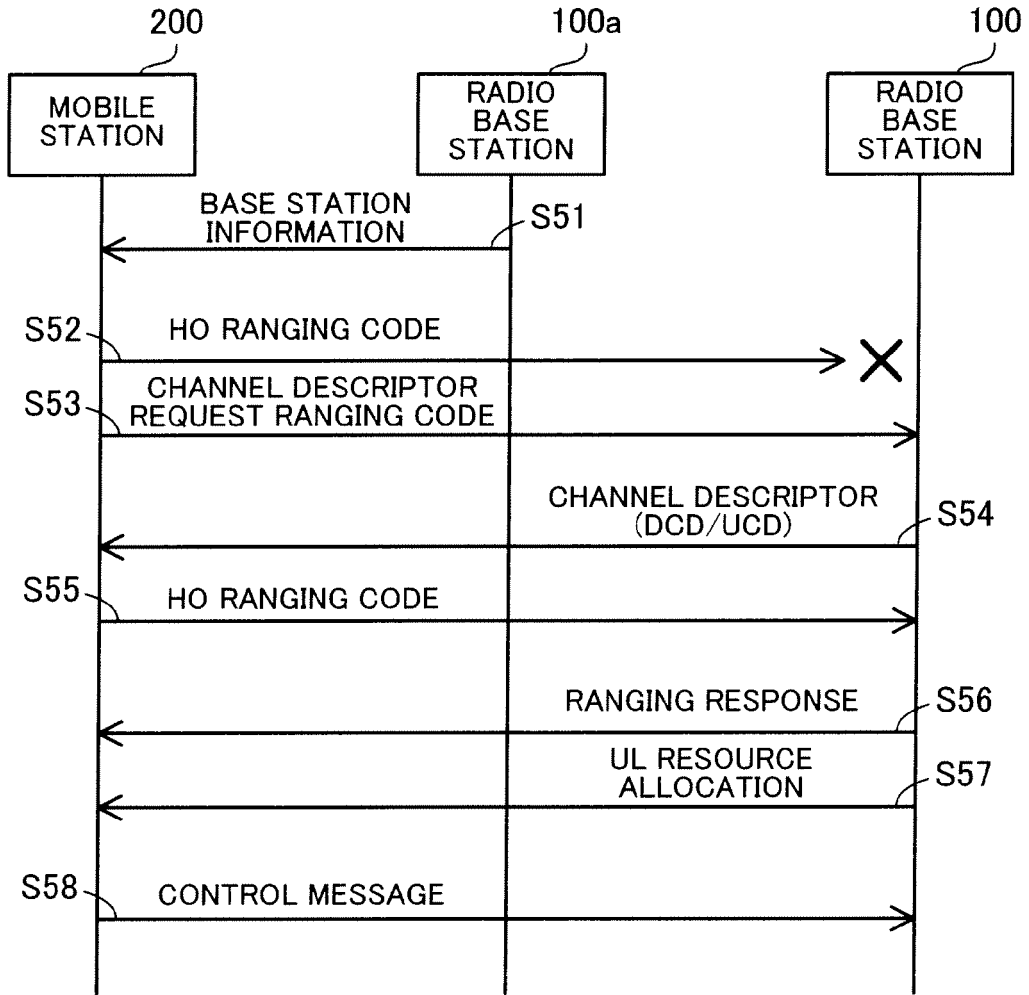 200
100a
100
MOBILE
STATION
RADIO
BASE
STATION
RADIO
BASE
STATION
BASE STATION
INFORMATION
S51
S52
HO RANGING CODE
S53
CHANNEL DESCRIPTOR
REQUEST RANGING CODE
CHANNEL DESCRIPTOR
(DCD/UCD)
S54
S55
HO RANGING CODE
RANGING RESPONSE
S56
UL RESOURCE
ALLOCATION
S57
S58
CONTROL MESSAGE